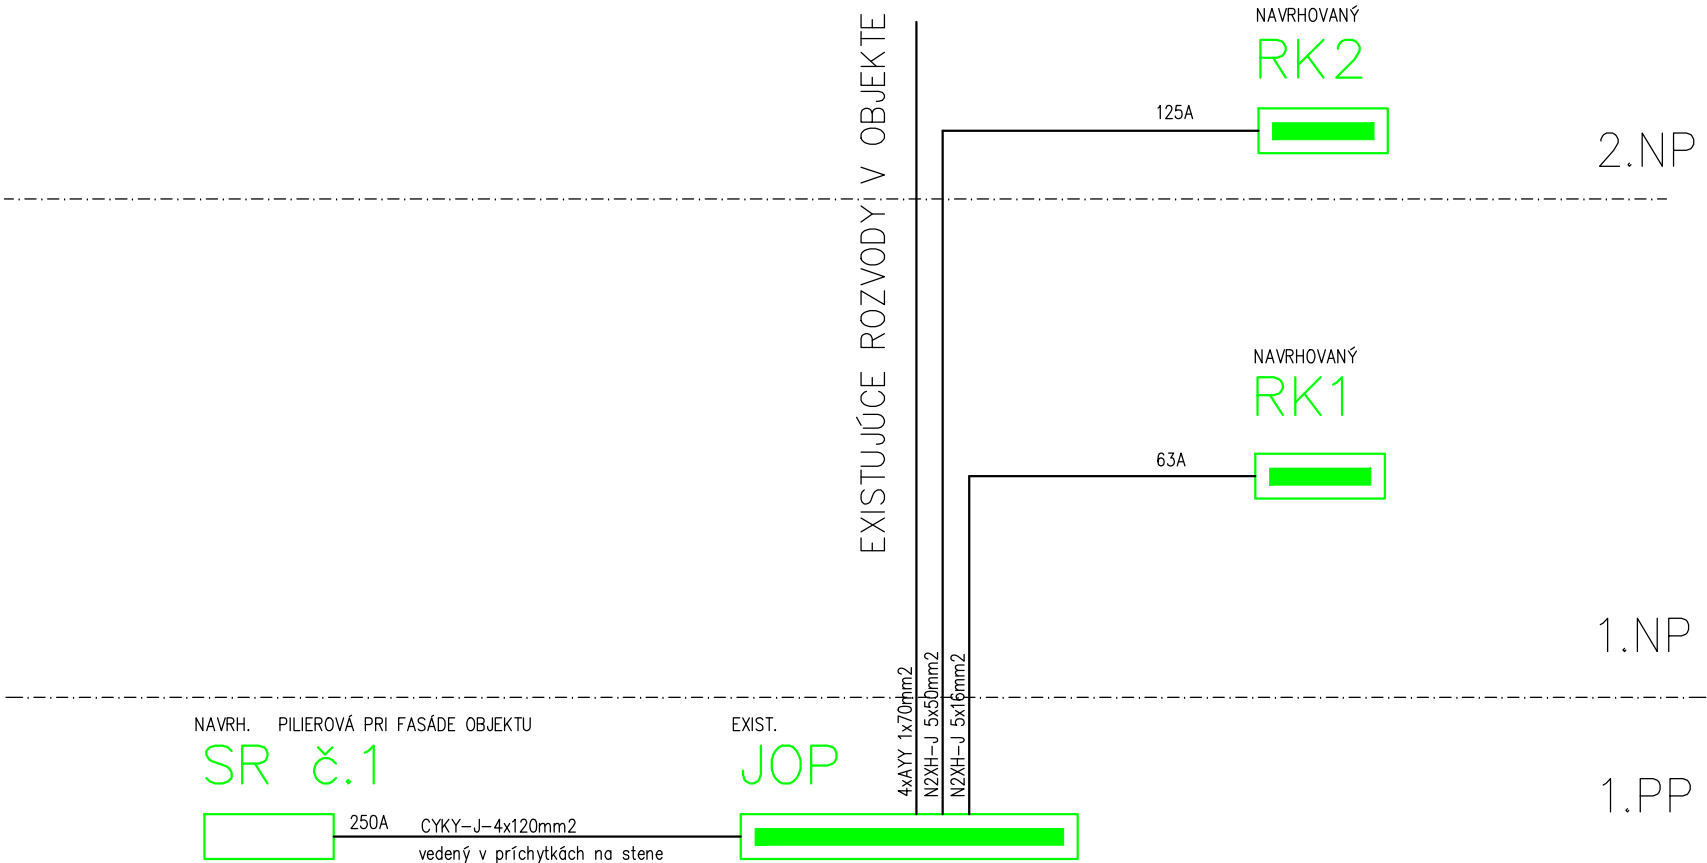 NAVRHOVANÝ
RK2
125A
2.NP
EXISTUJÚCE ROZVODY V OBJEKTE
NAVRHOVANÝ
RK1
63A
1.NP
4xAYY 1x70mm2
N2XH-J 5x50mm2
N2XH-J 5x16mm2
NAVRH. PILIEROVÁ PRI FASÁDE OBJEKTU
SR č.1
EXIST.
JOP
1.PP
250A CYKY-J-4x120mm2
vedený v príchytkách na stene